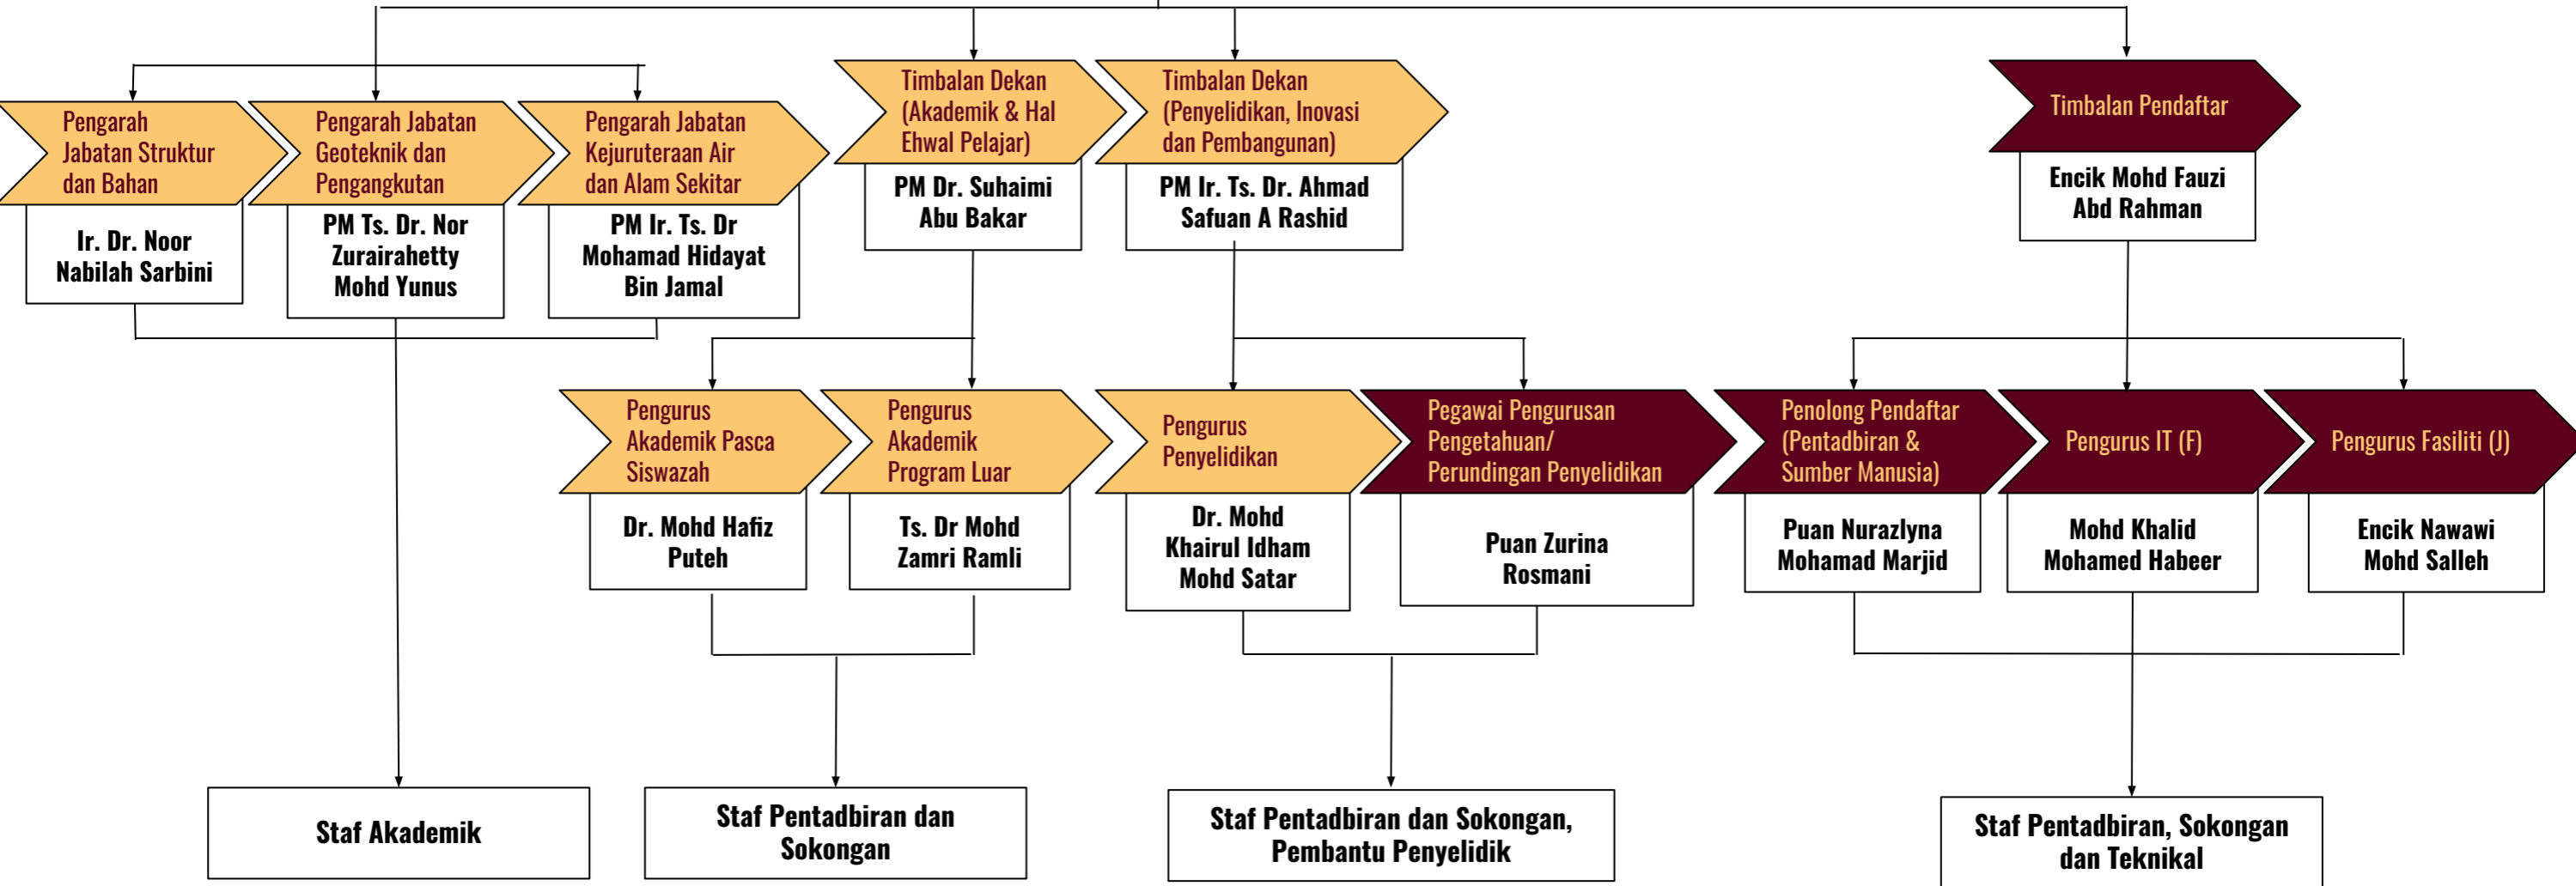 Pengarah
Jabatan Struktur
dan Bahan
Ir. Dr. Noor
Nabilah Sarbini
Pengarah Jabatan
Geoteknik dan
Pengangkutan
PM Ts. Dr. Nor
Zurairahetty
Mohd Yunus
Pengarah Jabatan
Kejuruteraan Air
dan Alam Sekitar
PM Ir. Ts. Dr
Mohamad Hidayat
Bin Jamal
Timbalan Dekan
(Akademik & Hal
Ehwal Pelajar)
PM Dr. Suhaimi
Abu Bakar
Timbalan Dekan
(Penyelidikan, Inovasi
dan Pembangunan)
PM Ir. Ts. Dr. Ahmad
Safuan A Rashid
Timbalan Pendaftar
Encik Mohd Fauzi
Abd Rahman
Pengurus
Akademik Pasca
Siswazah
Dr. Mohd Hafiz
Puteh
Pengurus
Akademik
Program Luar
Ts. Dr Mohd
Zamri Ramli
Pengurus
Penyelidikan
Dr. Mohd
Khairul Idham
Mohd Satar
Pegawai Pengurusan
Pengetahuan/
Perundingan Penyelidikan
Puan Zurina
Rosmani
Penolong Pendaftar
(Pentadbiran &
Sumber Manusia)
Puan Nurazlyna
Mohamad Marjid
Pengurus IT (F)
Mohd Khalid
Mohamed Habeer
Pengurus Fasiliti (J)
Encik Nawawi
Mohd Salleh
Staf Akademik
Staf Pentadbiran dan
Sokongan
Staf Pentadbiran dan Sokongan,
Pembantu Penyelidik
Staf Pentadbiran, Sokongan
dan Teknikal